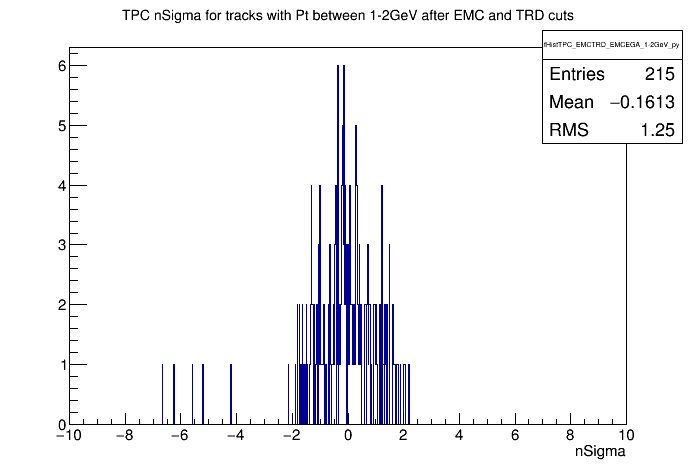 TPC nSigma for tracks with Pt between 1-2GeV after EMC and TRD cuts
fHistTPC_EMCTRD_EMCEGA_1-2GeV_py
Entries 215
Mean −0.1613
RMS 1.25
6
5
4
3
2
1
0
−10 −8 −6 −4 −2 0 2 4 6 8 10
nSigma